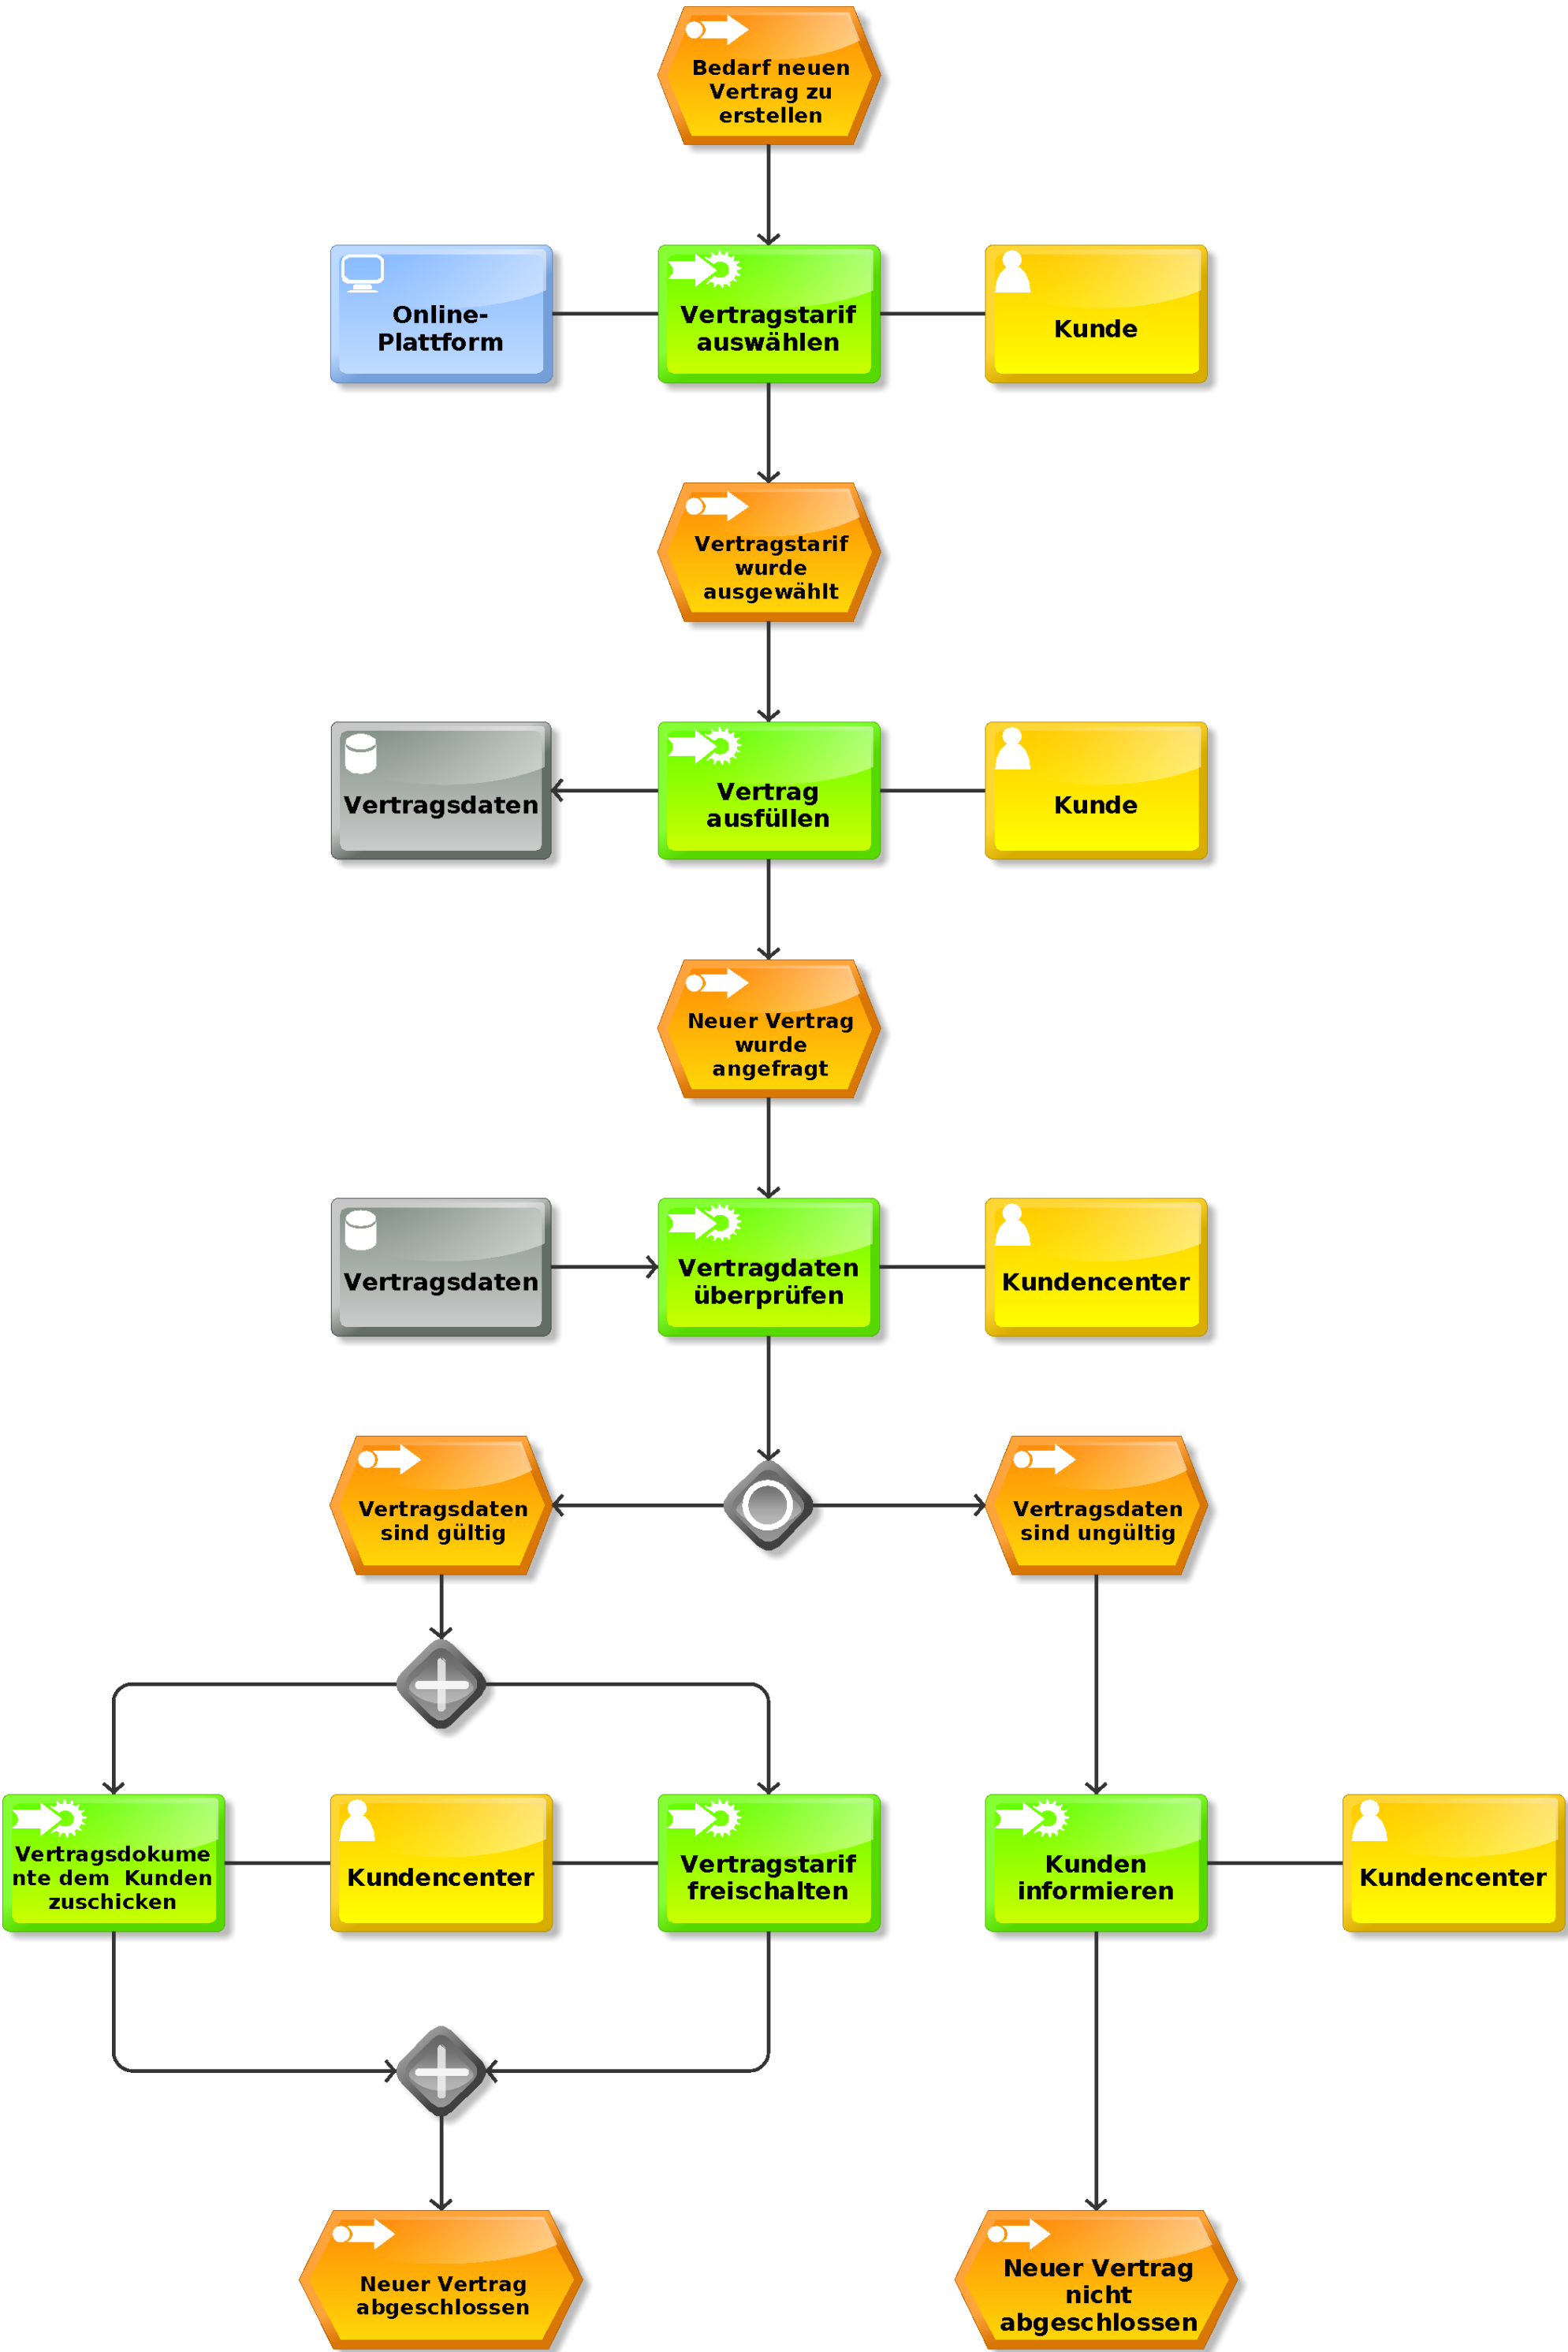 Bedarf neuen
Vertrag zu
erstellen
Online-
Plattform
Vertragstarif
auswählen
Kunde
Vertragstarif
wurde
ausgewählt
Vertragsdaten
Vertrag
ausfüllen
Kunde
Neuer Vertrag
wurde
angefragt
Vertragsdaten
Vertragdaten
überprüfen
Kundencenter
Vertragsdaten
sind gültig
Vertragsdaten
sind ungültig
Vertragsdokume
nte dem  Kunden
zuschicken
Kundencenter
Vertragstarif
freischalten
Kunden
informieren
Kundencenter
Neuer Vertrag
abgeschlossen
Neuer Vertrag
nicht
abgeschlossen